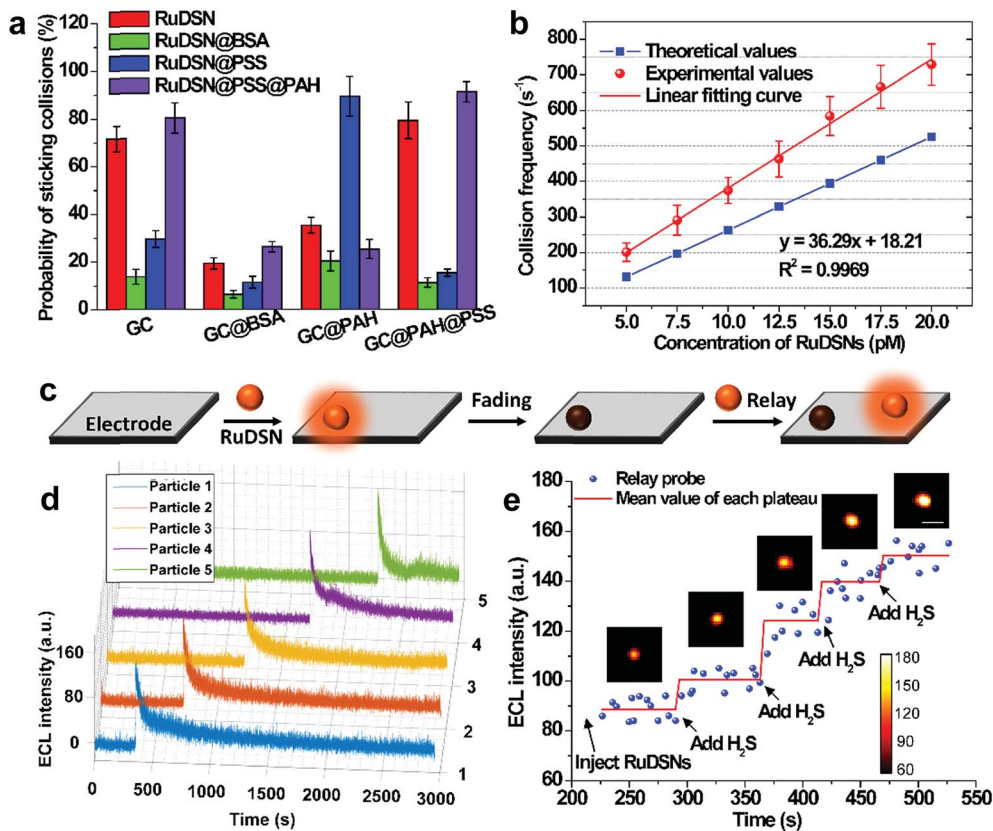 a
Probability of sticking collisions (%)
120
100
80
60
40
20
0
RuDSN
RuDSN@BSA
RuDSN@PSS
RuDSN@PSS@PAH
GC
GC@BSA
GC@PAH
GC@PAH@PSS
b
Collision frequency (s⁻¹)
800
700
600
500
400
300
200
100
Theoretical values
Experimental values
Linear fitting curve
y = 36.29x + 18.21
R² = 0.9969
5.0 7.5 10.0 12.5 15.0 17.5 20.0
Concentration of RuDSNs (pM)
c
Electrode
RuDSN
Fading
Relay
d
Particle 1
Particle 2
Particle 3
Particle 4
Particle 5
ECL intensity (a.u.)
160
80
0
5
4
3
2
1
0 500 1000 1500 2000 2500 3000
Time (s)
e
ECL intensity (a.u.)
180
160
140
120
100
80
60
Relay probe
Mean value of each plateau
Inject RuDSNs
Add H₂S
Add H₂S
Add H₂S
Add H₂S
180
150
120
90
60
200 250 300 350 400 450 500 550
Time (s)